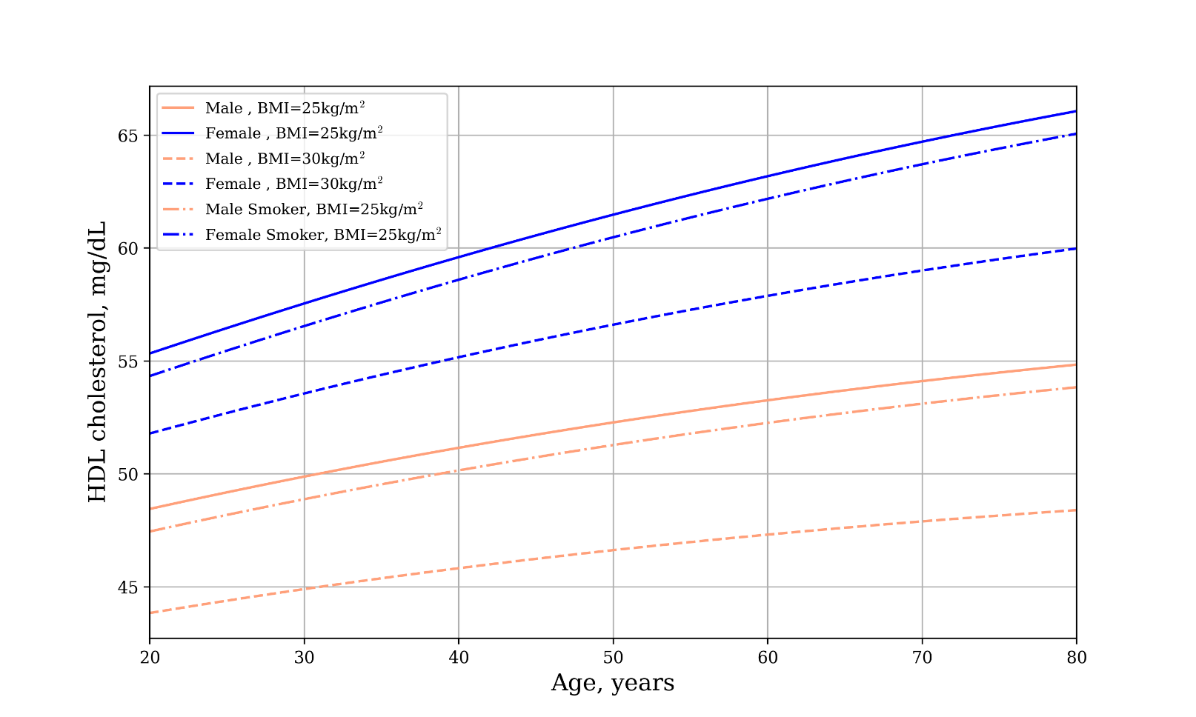 Male , BMI=25kg/m²
Female , BMI=25kg/m²
Male , BMI=30kg/m²
Female , BMI=30kg/m²
Male Smoker, BMI=25kg/m²
Female Smoker, BMI=25kg/m²
HDL cholesterol, mg/dL
65
60
55
50
45
20 30 40 50 60 70 80
Age, years